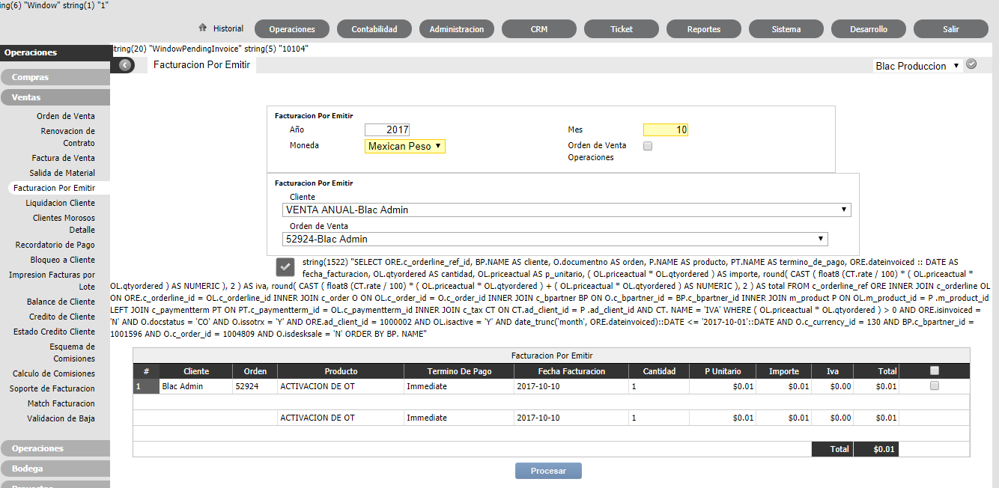 ing(6) "Window" string(1) "1"
Historial
Operaciones
Contabilidad
Administracion
CRM
Ticket
Reportes
Sistema
Desarrollo
Salir
Operaciones
string(20) "WindowPendingInvoice" string(5) "10104"
Facturacion Por Emitir
Blac Produccion
Compras
Ventas
Orden de Venta
Renovacion de
Contrato
Factura de Venta
Salida de Material
Facturacion Por Emitir
Liquidacion Cliente
Clientes Morosos
Detalle
Recordatorio de Pago
Bloqueo a Cliente
Impresion Facturas por
Lote
Balance de Cliente
Credito de Cliente
Estado Credito Cliente
Esquema de
Comisiones
Calculo de Comisiones
Soporte de Facturacion
Match Facturacion
Validacion de Baja
Operaciones
Bodega
Proyectos
Facturacion Por Emitir
Año 2017 Mes 10
Moneda Mexican Peso Orden de Venta
Operaciones
Facturacion Por Emitir
Cliente
VENTA ANUAL-Blac Admin
Orden de Venta
52924-Blac Admin
string(1522) "SELECT ORE.c_orderline_ref_id, BP.NAME AS cliente, O.documentno AS orden, P.NAME AS producto, PT.NAME AS termino_de_pago, ORE.dateinvoiced :: DATE AS
fecha_facturacion, OL.qtyordered AS cantidad, OL.priceactual AS p_unitario, ( OL.priceactual * OL.qtyordered ) AS importe, round( CAST ( float8 (CT.rate / 100) * ( OL.priceactual *
OL.qtyordered ) AS NUMERIC ), 2 ) AS iva, round( CAST ( float8 (CT.rate / 100) * ( OL.priceactual * OL.qtyordered ) + ( OL.priceactual * OL.qtyordered ) AS NUMERIC ), 2 ) AS total FROM c_orderline_ref ORE INNER JOIN c_orderline OL
ON ORE.c_orderline_id = OL.c_orderline_id INNER JOIN c_order O ON OL.c_order_id = O.c_order_id INNER JOIN c_bpartner BP ON O.c_bpartner_id = BP.c_bpartner_id INNER JOIN m_product P ON OL.m_product_id = P .m_product_id
LEFT JOIN c_paymentterm PT ON PT.c_paymentterm_id = OL.c_paymentterm_id INNER JOIN c_tax CT ON CT.ad_client_id = P .ad_client_id AND CT. NAME = 'IVA' WHERE ( OL.priceactual * OL.qtyordered ) > 0 AND ORE.isinvoiced =
'N' AND O.docstatus = 'CO' AND O.issotrx = 'Y' AND ORE.ad_client_id = 1000002 AND OL.isactive = 'Y' AND date_trunc('month', ORE.dateinvoiced)::DATE <= '2017-10-01'::DATE AND O.c_currency_id = 130 AND BP.c_bpartner_id =
1001596 AND O.c_order_id = 1004809 AND O.isdesksale = 'N' ORDER BY BP. NAME"
Facturacion Por Emitir
# Cliente Orden Producto Termino De Pago Fecha Facturacion Cantidad P Unitario Importe Iva Total
1 Blac Admin 52924 ACTIVACION DE OT Immediate 2017-10-10 1 $0.01 $0.01 $0.00 $0.01
ACTIVACION DE OT Immediate 2017-10-10 1 $0.01 $0.01 $0.00 $0.01
Total $0.01
Procesar